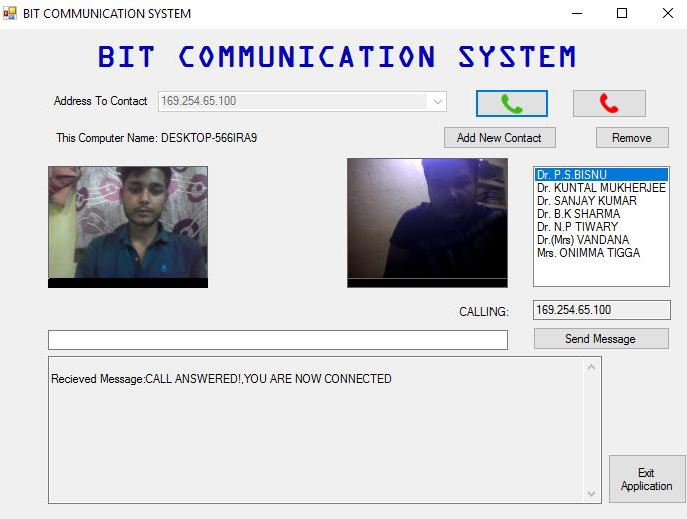 BIT COMMUNICATION SYSTEM
BIT COMMUNICATION SYSTEM
Address To Contact 169.254.65.100
This Computer Name: DESKTOP-566IRA9 Add New Contact Remove
Dr. P.S.BISNU
Dr. KUNTAL MUKHERJEE
Dr. SANJAY KUMAR
Dr. B.K SHARMA
Dr. N.P TIWARY
Dr.(Mrs) VANDANA
Mrs. ONIMMA TIGGA
CALLING: 169.254.65.100
Send Message
Recieved Message:CALL ANSWERED!,YOU ARE NOW CONNECTED
Exit
Application